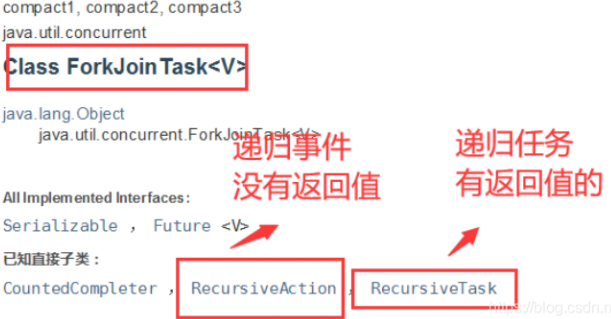 compact1, compact2, compact3
java.util.concurrent
Class ForkJoinTask<V>
java.lang.Object
java.util.concurrent.ForkJoinTask<V>
递归事件
没有返回值
递归任务
有返回值的
All Implemented Interfaces:
Serializable , Future <V>
已知直接子类:
CountedCompleter , RecursiveAction , RecursiveTask
https://blog.csdn.n